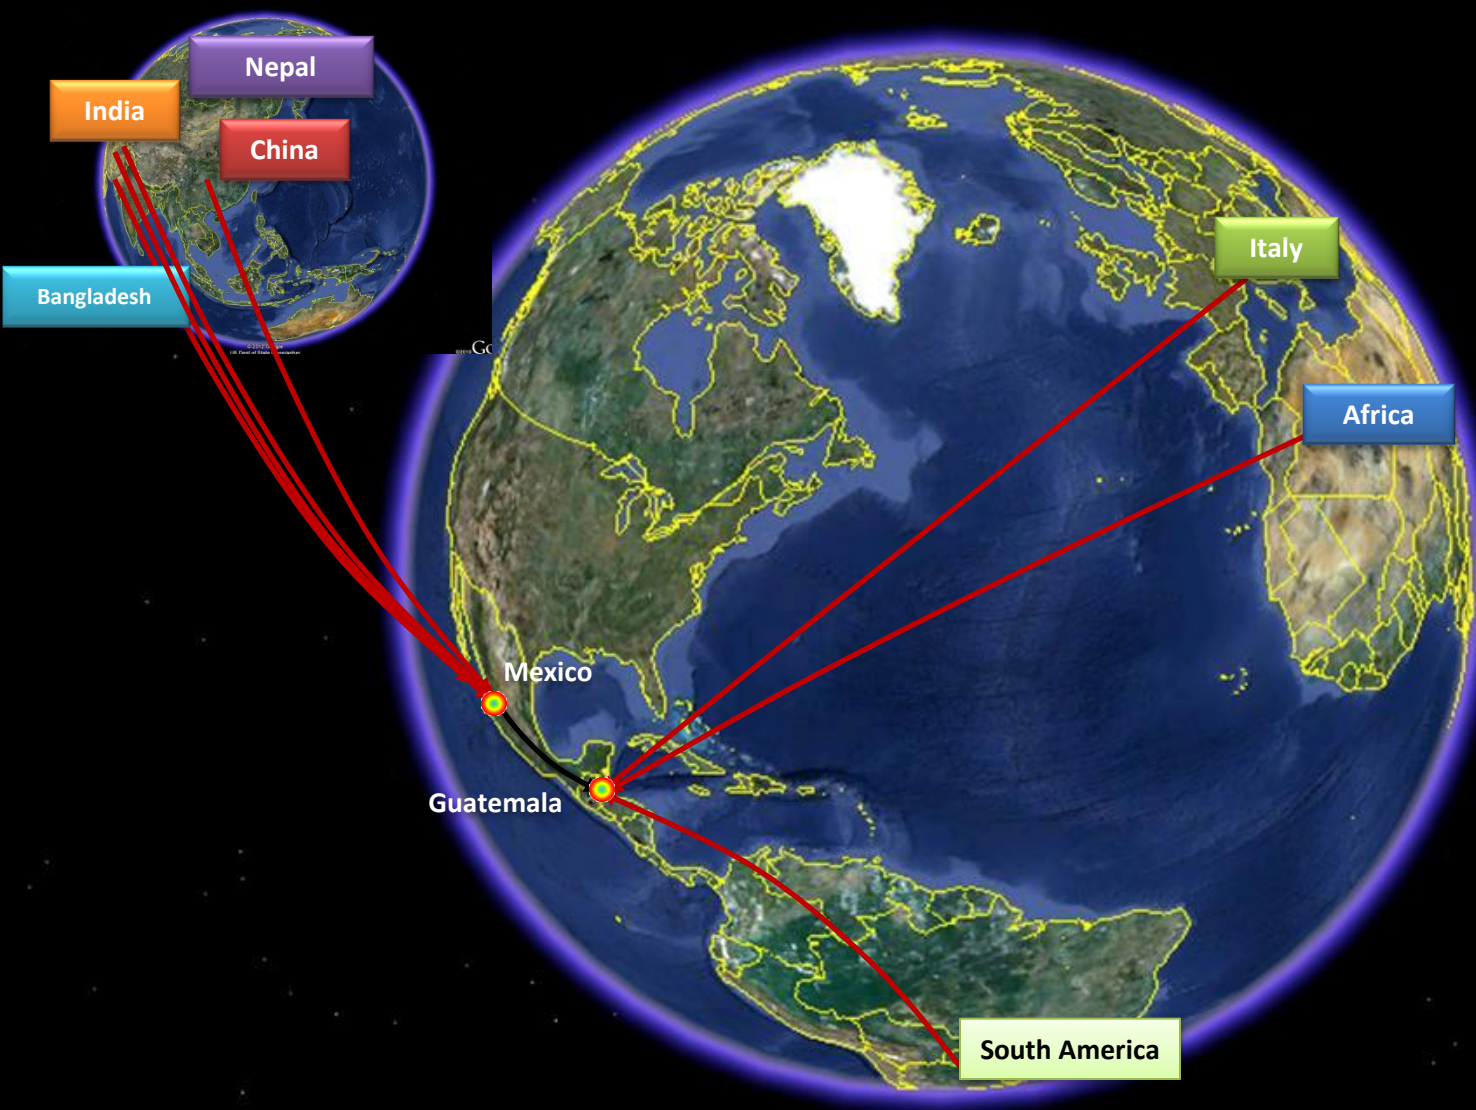 Nepal
India
China
Bangladesh
Italy
Africa
Mexico
Guatemala
South America